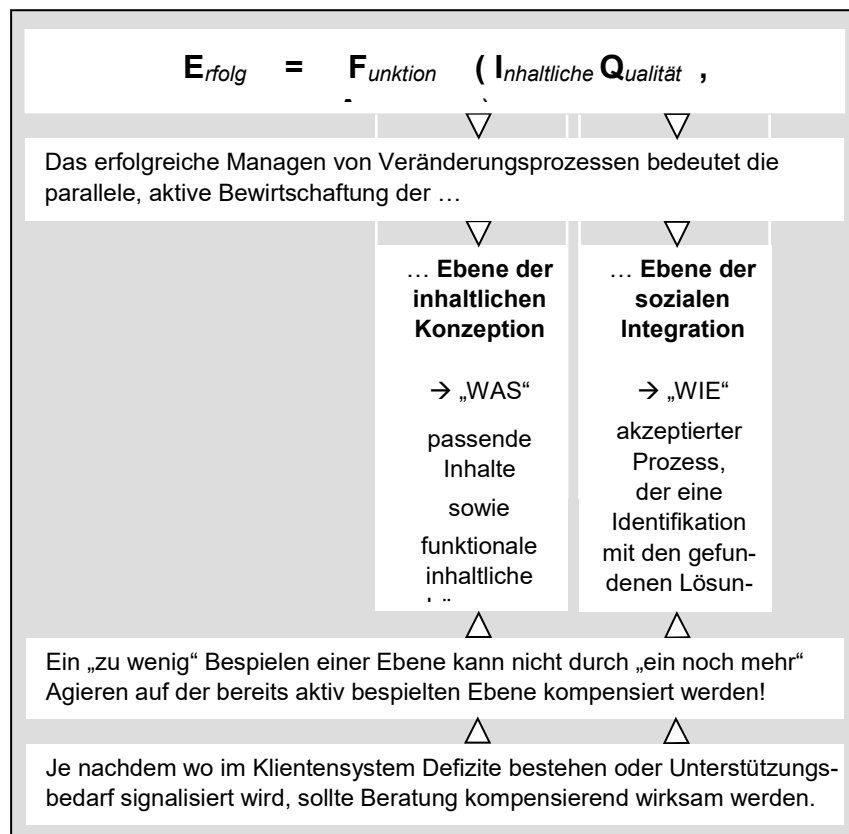 Erfolg = Funktion ( Inhaltliche Qualität ,
Das erfolgreiche Managen von Veränderungsprozessen bedeutet die
parallele, aktive Bewirtschaftung der …
… Ebene der
inhaltlichen
Konzeption
→ „WAS“
passende
Inhalte
sowie
funktionale
inhaltliche
… Ebene der
sozialen
Integration
→ „WIE“
akzeptierter
Prozess,
der eine
Identifikation
mit den gefun-
denen Lösun-
Ein „zu wenig“ Bespielen einer Ebene kann nicht durch „ein noch mehr“
Agieren auf der bereits aktiv bespielten Ebene kompensiert werden!
Je nachdem wo im Klientensystem Defizite bestehen oder Unterstützungs-
bedarf signalisiert wird, sollte Beratung kompensierend wirksam werden.